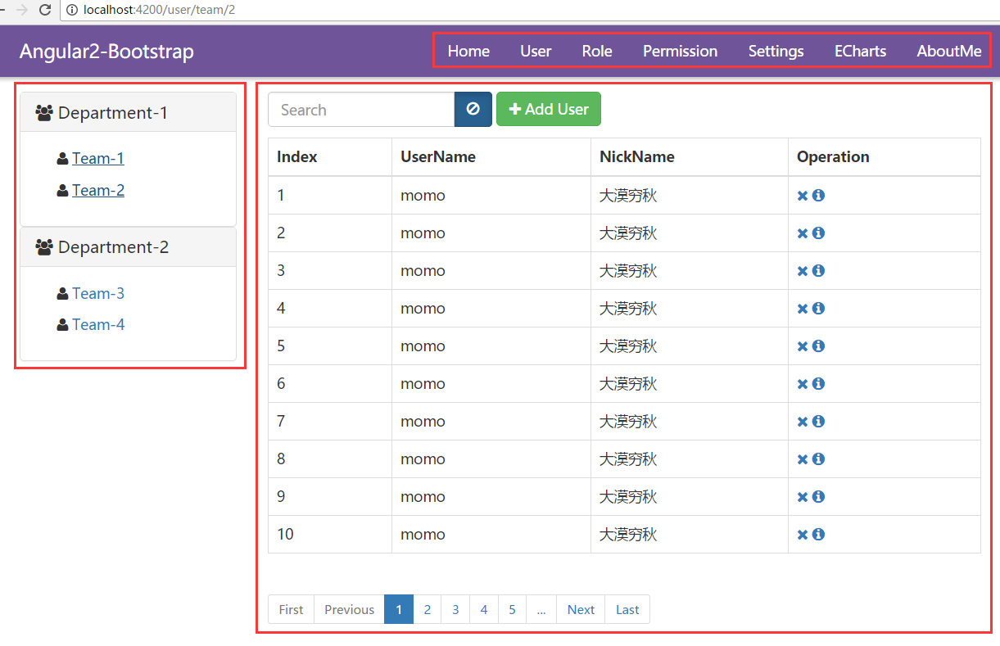 localhost:4200/user/team/2
Angular2-Bootstrap Home User Role Permission Settings ECharts AboutMe
Department-1
Team-1
Team-2
Department-2
Team-3
Team-4
Search Add User
Index UserName NickName Operation
1 momo 大漠穷秋
2 momo 大漠穷秋
3 momo 大漠穷秋
4 momo 大漠穷秋
5 momo 大漠穷秋
6 momo 大漠穷秋
7 momo 大漠穷秋
8 momo 大漠穷秋
9 momo 大漠穷秋
10 momo 大漠穷秋
First Previous 1 2 3 4 5 ... Next Last